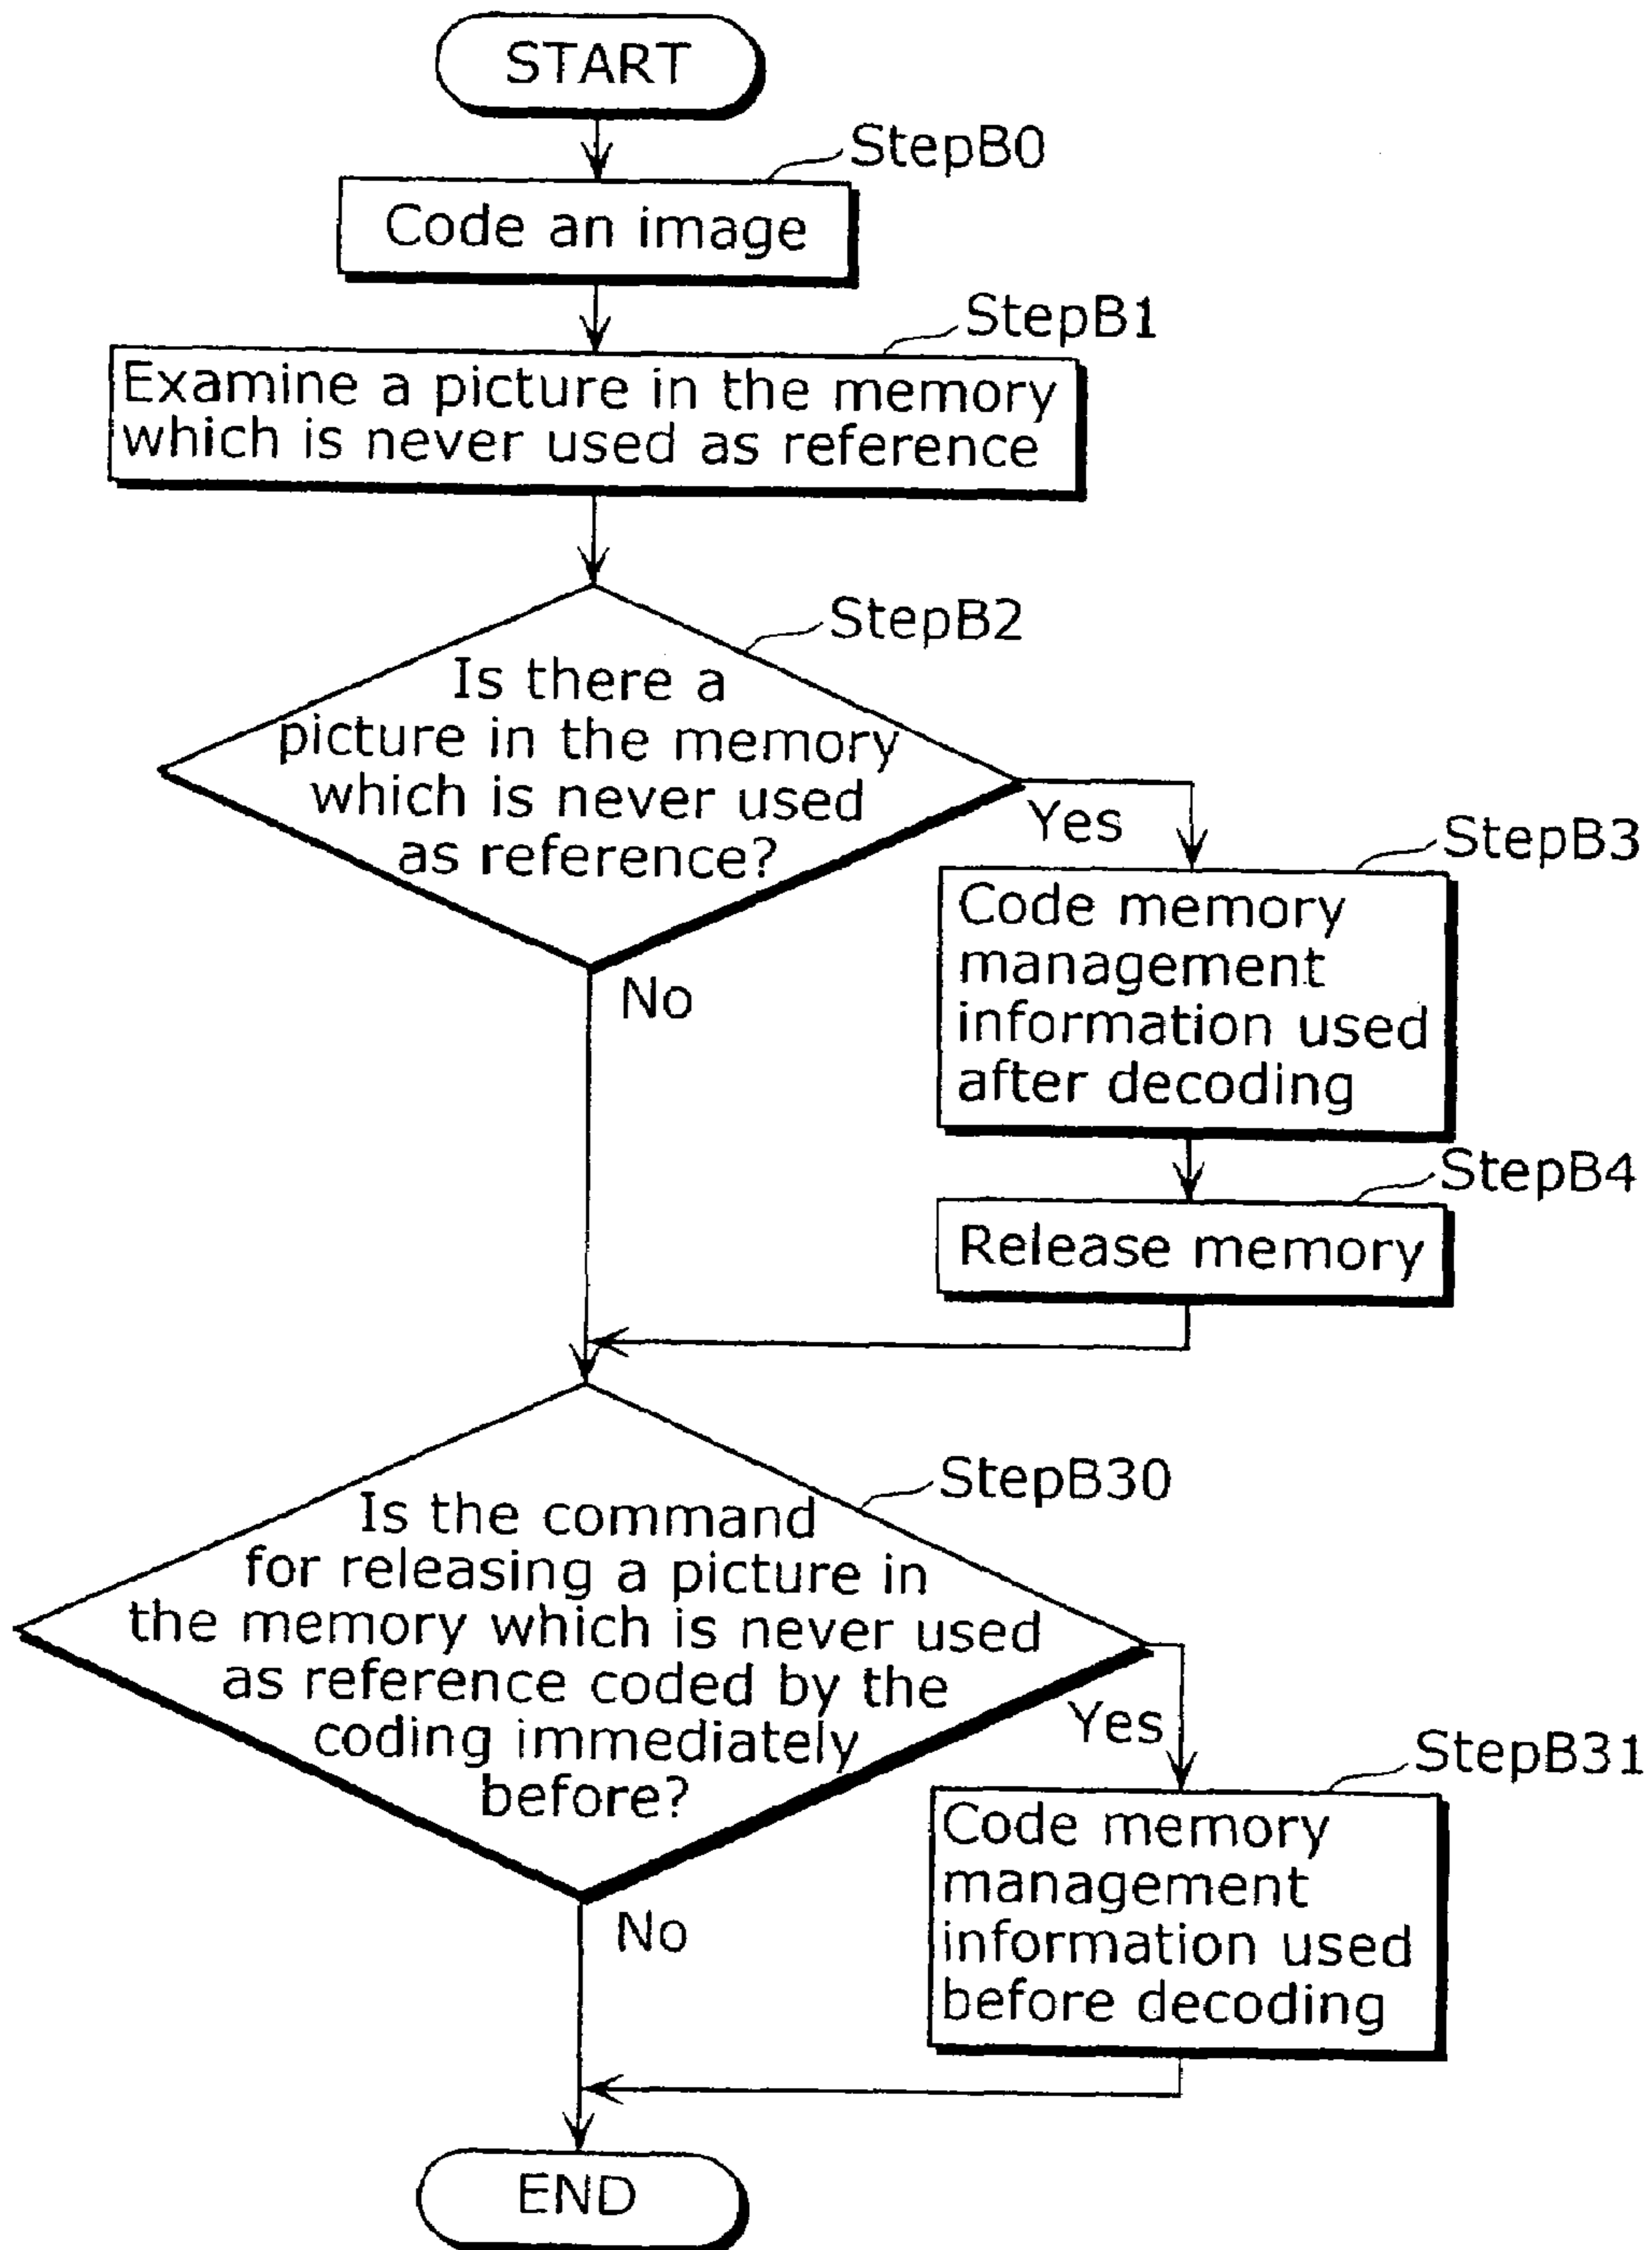 START
StepB0
Code an image
StepB1
Examine a picture in the memory
which is never used as reference
StepB2
Is there a
picture in the memory
which is never used
as reference?
Yes
No
StepB3
Code memory
management
information used
after decoding
StepB4
Release memory
StepB30
Is the command
for releasing a picture in
the memory which is never used
as reference coded by the
coding immediately
before?
Yes
No
StepB31
Code memory
management
information used
before decoding
END